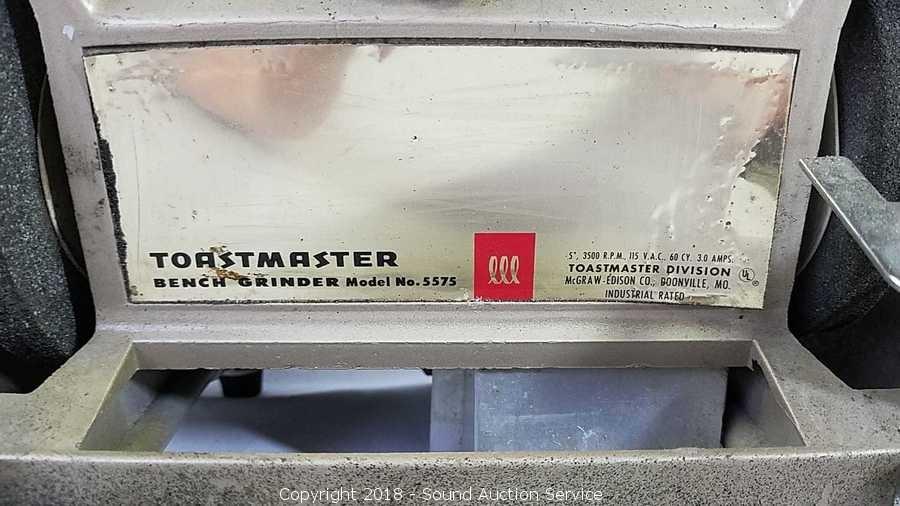 TOASTMASTER
BENCH GRINDER Model No. 5575
5", 3500 R.P.M., 115 V.A.C., 60 CY. 3.0 AMPS.
TOASTMASTER DIVISION
McGRAW-EDISON CO., BOONVILLE, MO.
INDUSTRIAL RATED
UL ®
Copyright 2018 - Sound Auction Service